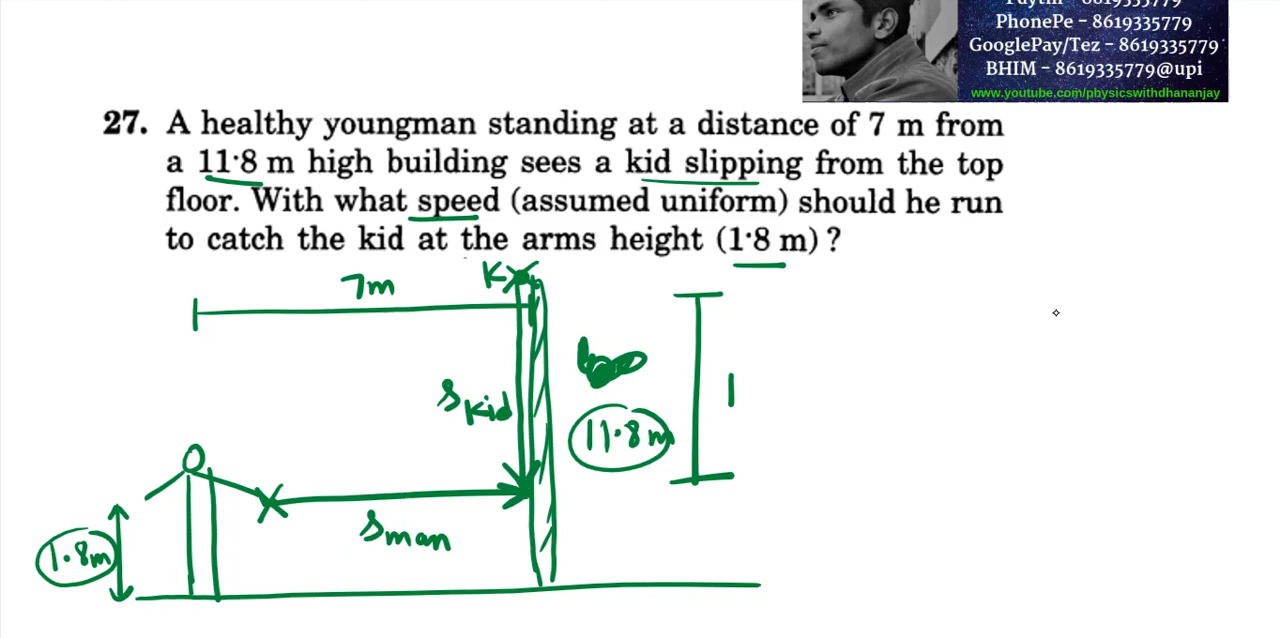 PhonePe - 8619335779
GooglePay/Tez - 8619335779
BHIM - 8619335779@upi
www.youtube.com/physicswithdhananjay
27. A healthy youngman standing at a distance of 7 m from
a 11·8 m high building sees a kid slipping from the top
floor. With what speed (assumed uniform) should he run
to catch the kid at the arms height (1·8 m) ?
7m
K
S kid
11.8m
1
S man
1.8m